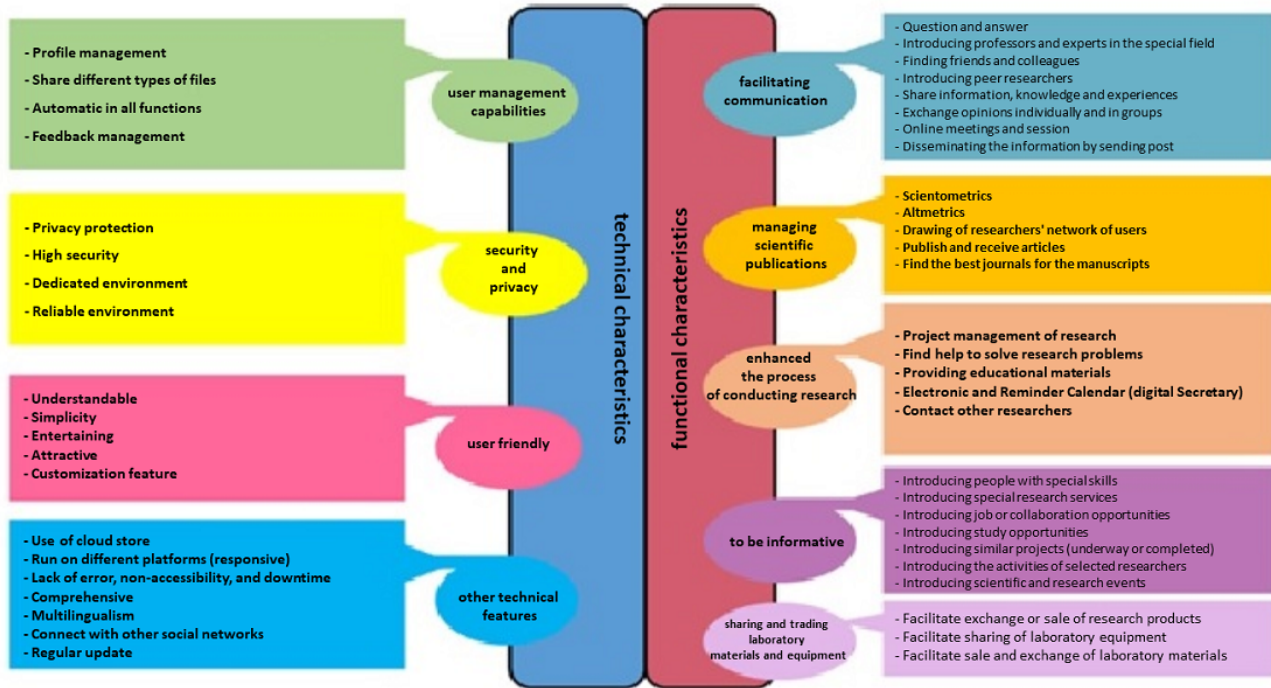 - Profile management
- Share different types of files
- Automatic in all functions
- Feedback management
user management
capabilities
- Privacy protection
- High security
- Dedicated environment
- Reliable environment
security
and
privacy
- Understandable
- Simplicity
- Entertaining
- Attractive
- Customization feature
user friendly
- Use of cloud store
- Run on different platforms (responsive)
- Lack of error, non-accessibility, and downtime
- Comprehensive
- Multilingualism
- Connect with other social networks
- Regular update
other technical
features
technical characteristics
functional characteristics
facilitating
communication
- Question and answer
- Introducing professors and experts in the special field
- Finding friends and colleagues
- Introducing peer researchers
- Share information, knowledge and experiences
- Exchange opinions individually and in groups
- Online meetings and session
- Disseminating the information by sending post
managing
scientific
publications
- Scientometrics
- Altmetrics
- Drawing of researchers' network of users
- Publish and receive articles
- Find the best journals for the manuscripts
enhanced
the process
of conducting research
- Project management of research
- Find help to solve research problems
- Providing educational materials
- Electronic and Reminder Calendar (digital Secretary)
- Contact other researchers
to be informative
- Introducing people with special skills
- Introducing special research services
- Introducing job or collaboration opportunities
- Introducing study opportunities
- Introducing similar projects (underway or completed)
- Introducing the activities of selected researchers
- Introducing scientific and research events
sharing and trading
laboratory
materials and equipment
- Facilitate exchange or sale of research products
- Facilitate sharing of laboratory equipment
- Facilitate sale and exchange of laboratory materials